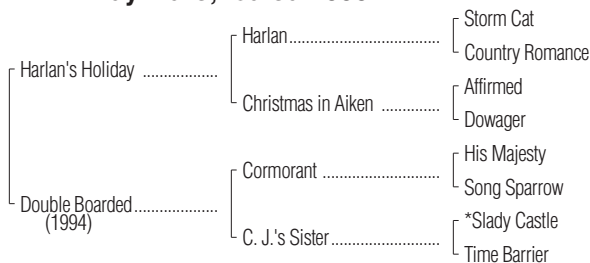 Storm Cat
Harlan
Country Romance
Harlan's Holiday
Affirmed
Christmas in Aiken
Dowager
His Majesty
Cormorant
Song Sparrow
Double Boarded
(1994)
*Slady Castle
C. J.'s Sister
Time Barrier